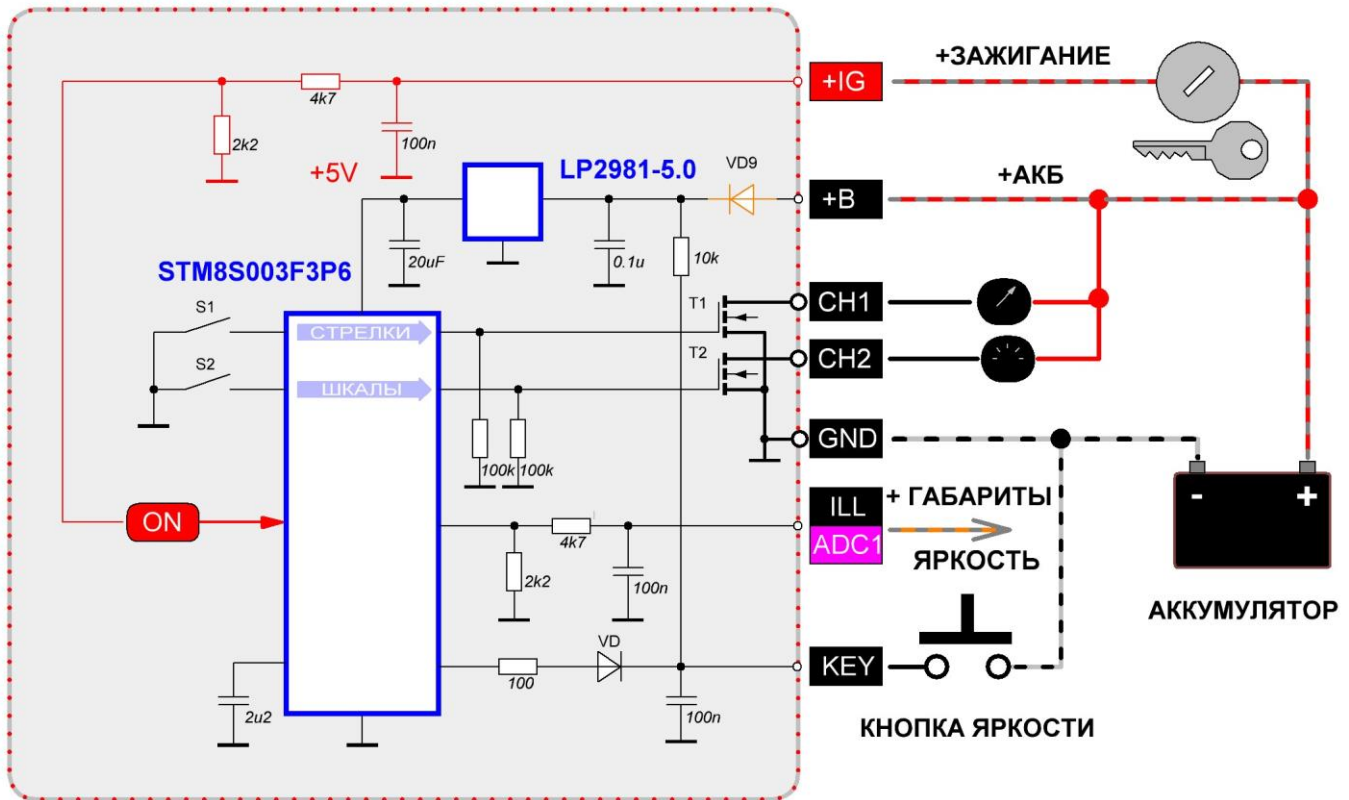 +IG
+ЗАЖИГАНИЕ
4k7
2k2
100n
+5V
LP2981-5.0
VD9
+B
+АКБ
20uF
0.1u
10k
STM8S003F3P6
S1
СТРЕЛКИ
T1
CH1
S2
ШКАЛЫ
T2
CH2
GND
100k
100k
ON
4k7
2k2
100n
ILL
ADC1
+ ГАБАРИТЫ
ЯРКОСТЬ
-
+
АККУМУЛЯТОР
VD
100
KEY
2u2
100n
КНОПКА ЯРКОСТИ